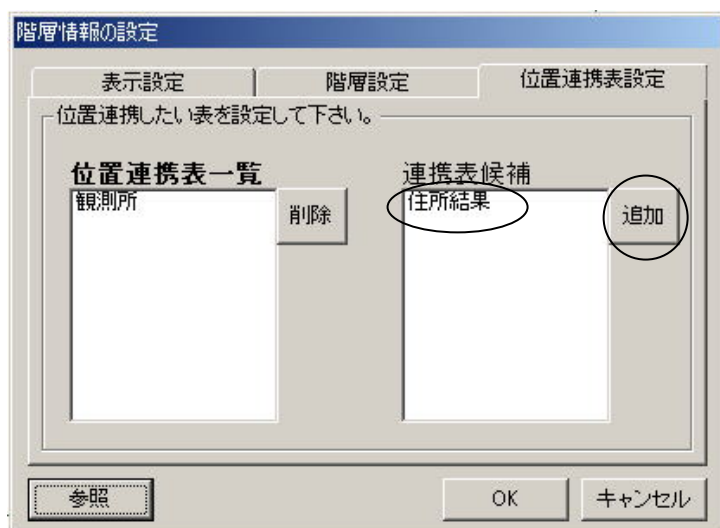 階層情報の設定
表示設定 階層設定 位置連携表設定
位置連携したい表を設定して下さい。
位置連携表一覧 連携表候補
観測所 削除 住所結果 追加
参照 OK キャンセル